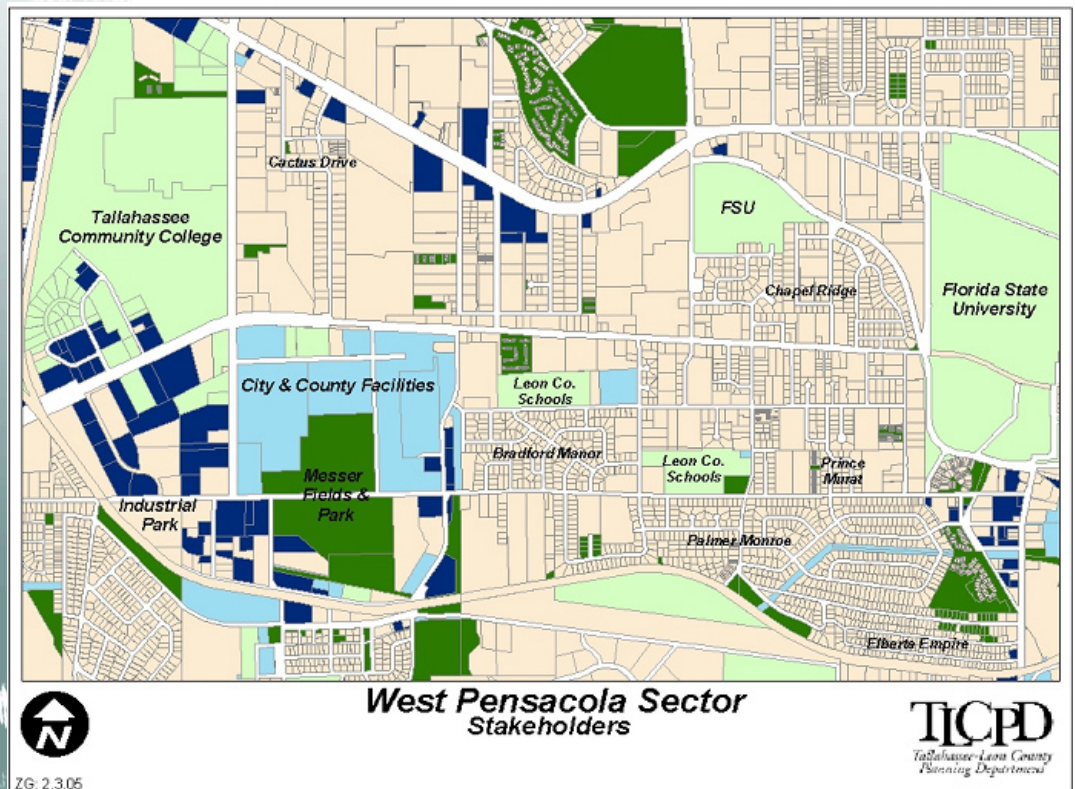 Cactus Drive
Tallahassee
Community College
FSU
Chapel Ridge
Florida State
University
City & County Facilities
Leon Co.
Schools
Bradford Manor
Leon Co.
Schools
Prince
Murat
Messer
Fields &
Park
Industrial
Park
Palmer Monroe
Elberta Empire
West Pensacola Sector
Stakeholders
N
TLCPD
Tallahassee-Leon County
Planning Department
ZG: 2.3.05